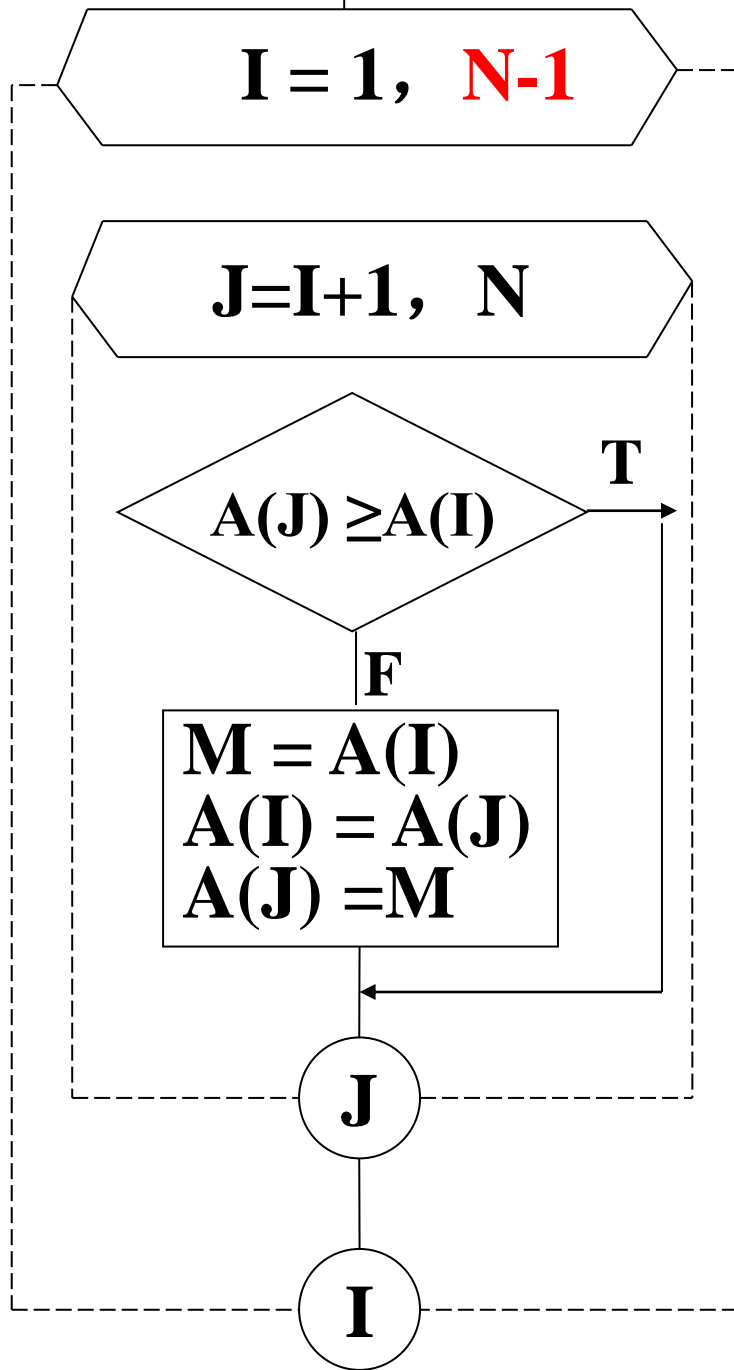 I = 1，N-1
J=I+1，N
A(J) ≥A(I)
T
F
M = A(I)
A(I) = A(J)
A(J) =M
J
I